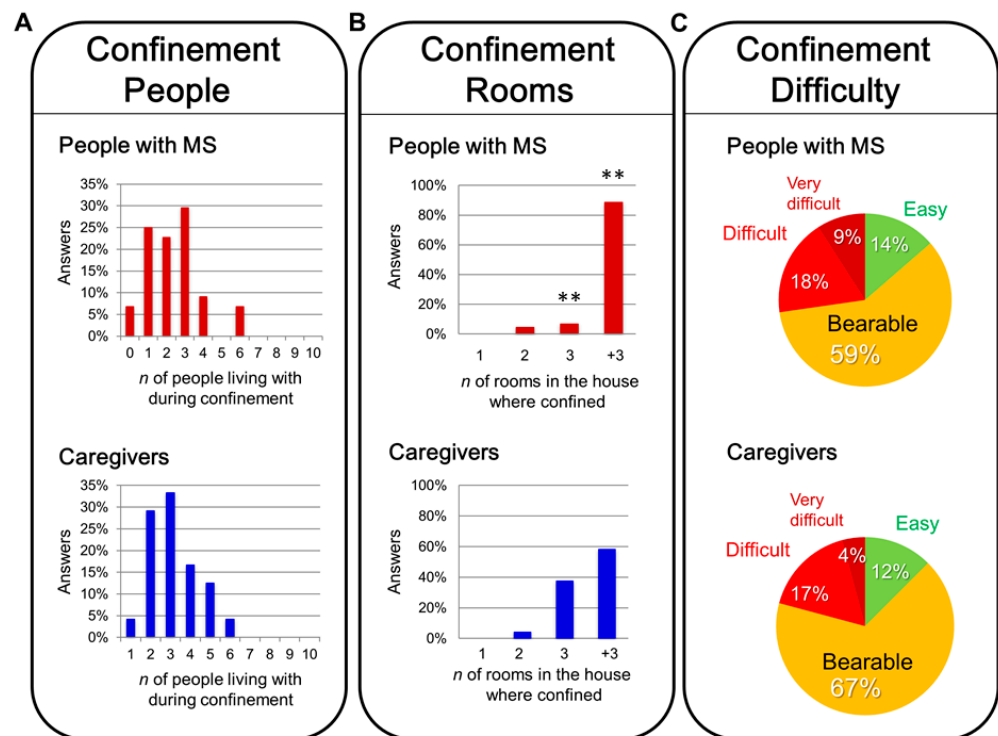 A
Confinement
People
People with MS
35%
30%
25%
20%
15%
10%
5%
0%
Answers
0 1 2 3 4 5 6 7 8 9 10
n of people living with
during confinement
Caregivers
35%
30%
25%
20%
15%
10%
5%
0%
Answers
1 2 3 4 5 6 7 8 9 10
n of people living with
during confinement
B
Confinement
Rooms
People with MS
100%
80%
60%
40%
20%
0%
Answers
**
**
1 2 3 +3
n of rooms in the house
where confined
Caregivers
100%
80%
60%
40%
20%
0%
Answers
1 2 3 +3
n of rooms in the house
where confined
C
Confinement
Difficulty
People with MS
Very
difficult
Easy
Difficult
9%
14%
18%
Bearable
59%
Caregivers
Very
difficult
Easy
Difficult
4%
12%
17%
Bearable
67%